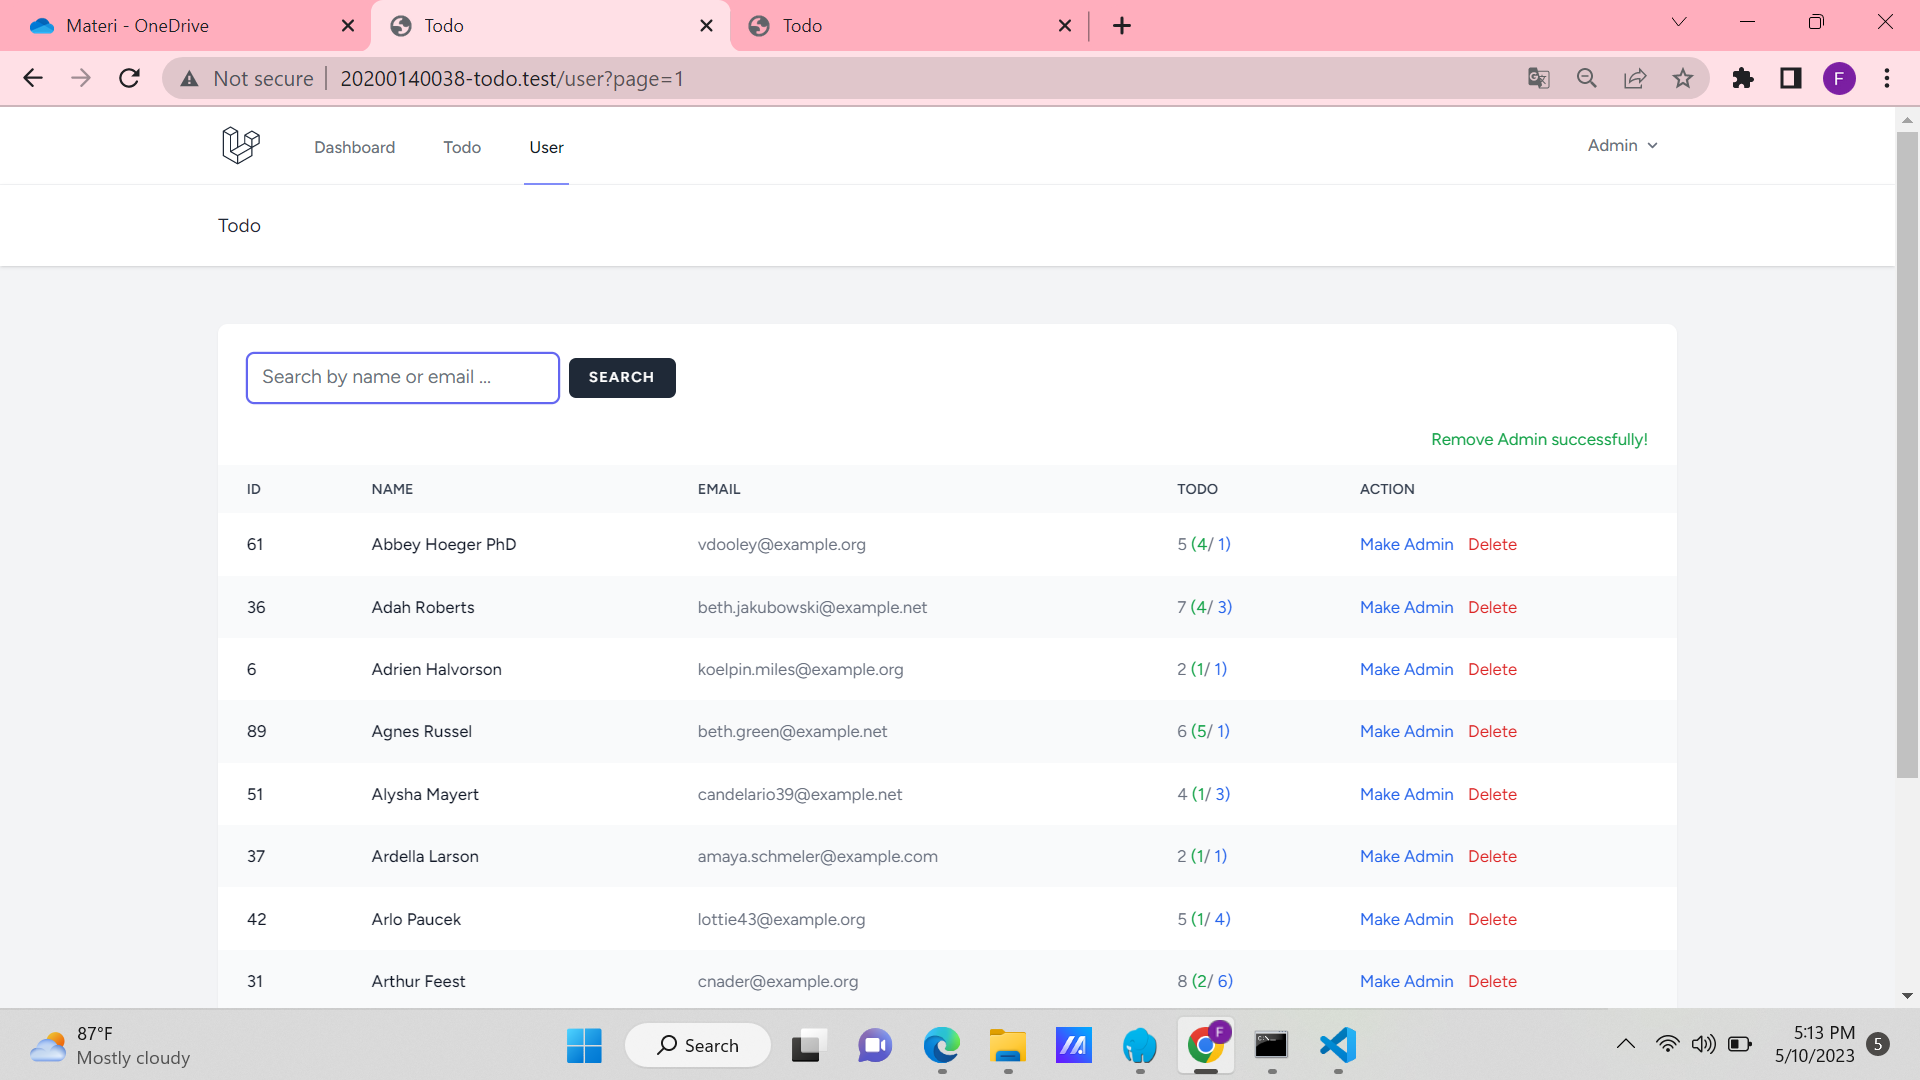 Materi - OneDrive
Todo
Todo
Not secure
20200140038-todo.test/user?page=1
F
Dashboard
Todo
User
Admin
Todo
Search by name or email ...
SEARCH
Remove Admin successfully!
ID NAME EMAIL TODO ACTION
61 Abbey Hoeger PhD vdooley@example.org 5 (4/ 1) Make Admin Delete
36 Adah Roberts beth.jakubowski@example.net 7 (4/ 3) Make Admin Delete
6 Adrien Halvorson koelpin.miles@example.org 2 (1/ 1) Make Admin Delete
89 Agnes Russel beth.green@example.net 6 (5/ 1) Make Admin Delete
51 Alysha Mayert candelario39@example.net 4 (1/ 3) Make Admin Delete
37 Ardella Larson amaya.schmeler@example.com 2 (1/ 1) Make Admin Delete
42 Arlo Paucek lottie43@example.org 5 (1/ 4) Make Admin Delete
31 Arthur Feest cnader@example.org 8 (2/ 6) Make Admin Delete
87°F
Mostly cloudy
Search
F
5:13 PM
5/10/2023
5